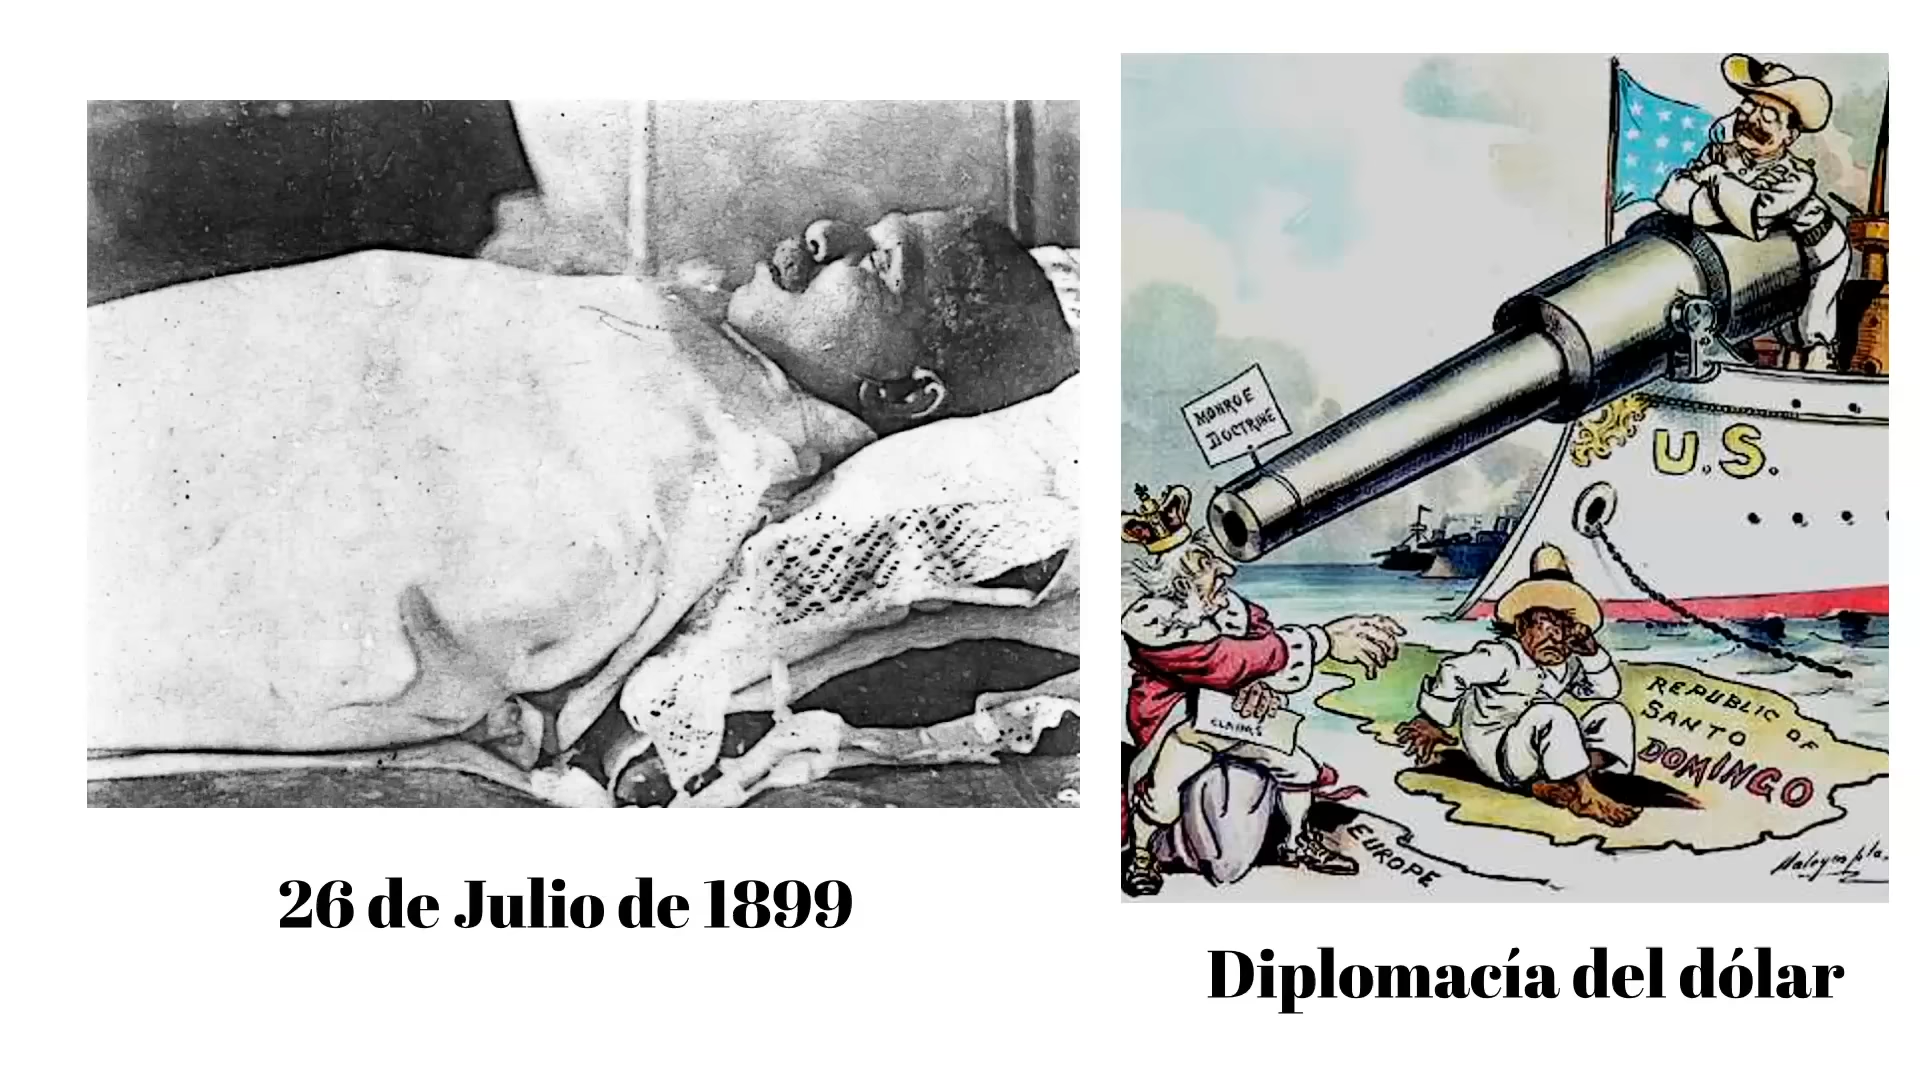 26 de Julio de 1899
MONROE
DOCTRINE
U.S.
CLAIMS
REPUBLIC OF
SANTO
DOMINGO
EUROPE
Diplomacía del dólar